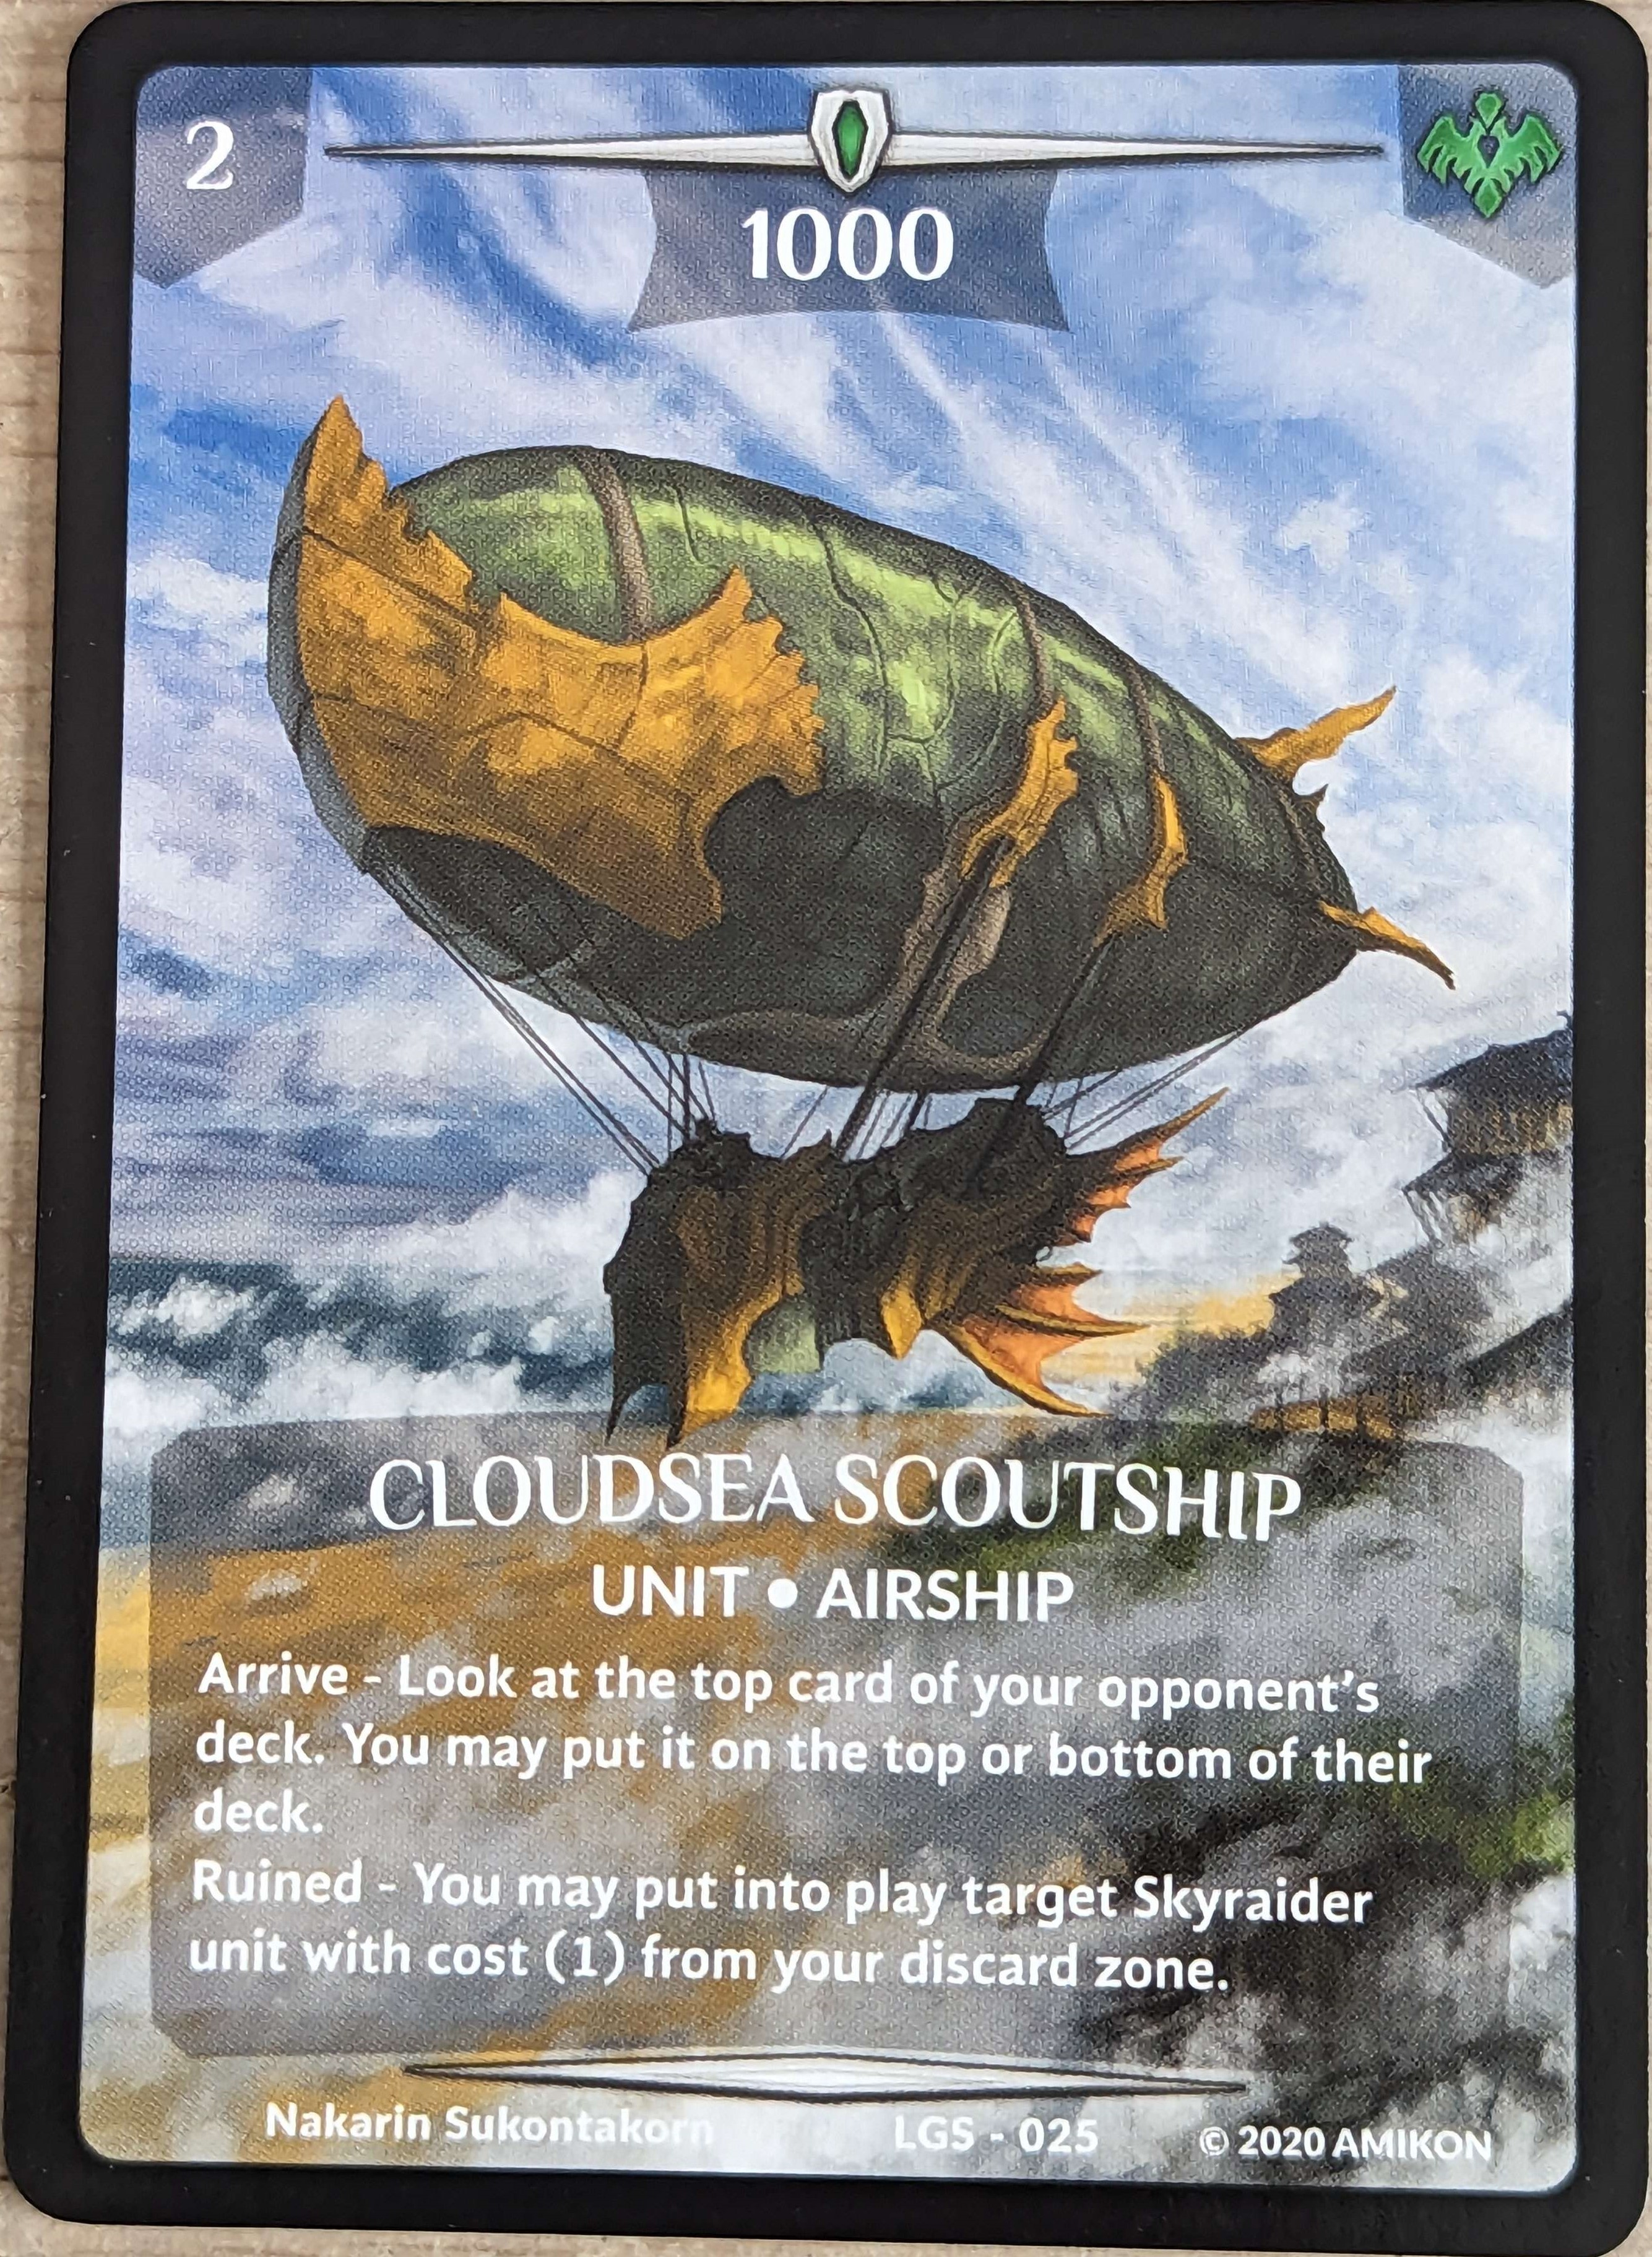 2
1000
CLOUDSEA SCOUTSHIP
UNIT • AIRSHIP
Arrive - Look at the top card of your opponent's
deck. You may put it on the top or bottom of their
deck.
Ruined - You may put into play target Skyraider
unit with cost (1) from your discard zone.
Nakarin Sukontakorn LGS - 025 © 2020 AMIKON